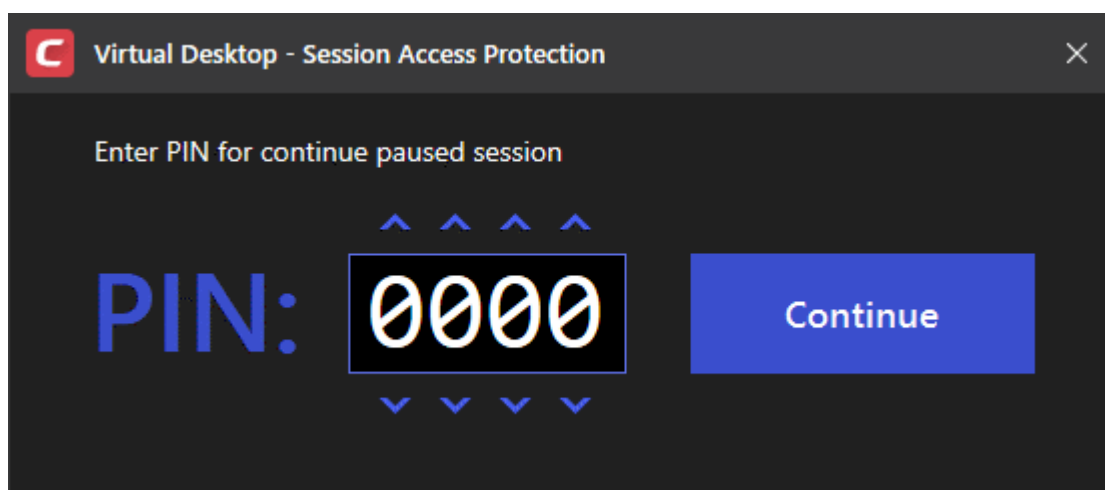 C Virtual Desktop - Session Access Protection
Enter PIN for continue paused session
PIN: 0000 Continue